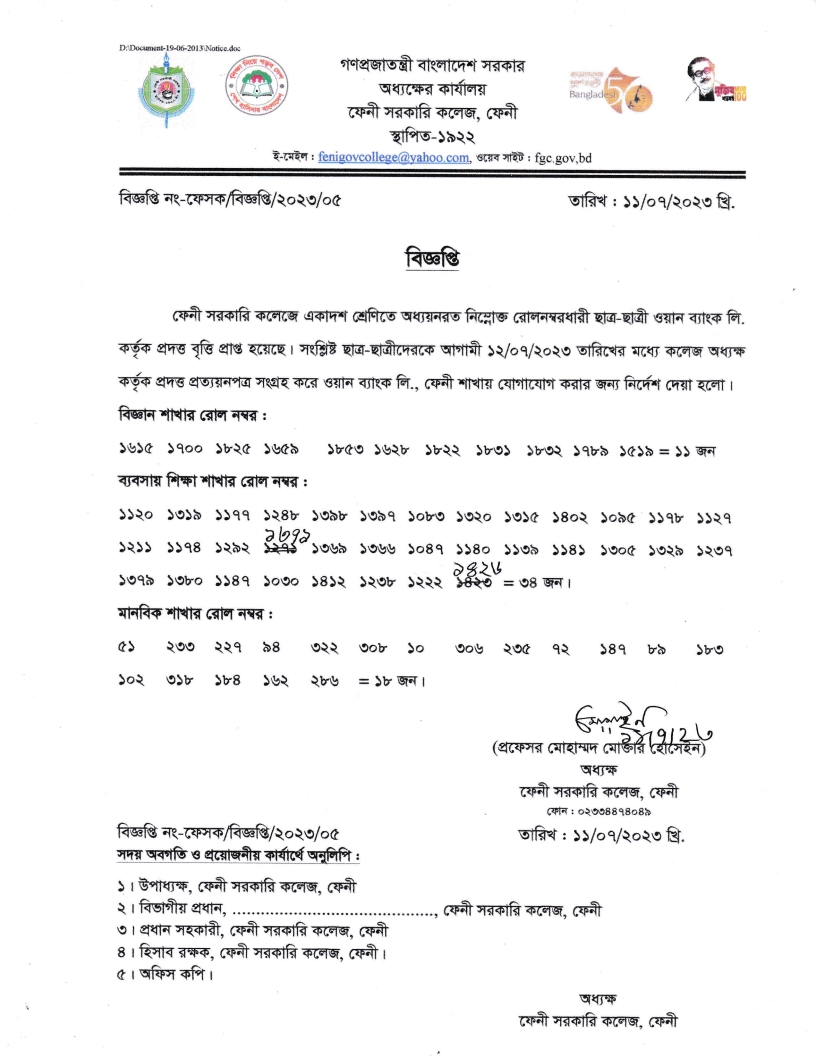 D:\Document-19-06-2013\Notice.doc
গণপ্রজাতন্ত্রী বাংলাদেশ সরকার
অধ্যক্ষের কার্যালয়
ফেনী সরকারি কলেজ, ফেনী
স্থাপিত-১৯২২
Bangladesh 50
ই-মেইল : fenigovcollege@yahoo.com, ওয়েব সাইট : fgc.gov,bd
বিজ্ঞপ্তি নং-ফেসক/বিজ্ঞপ্তি/২০২৩/০৫ তারিখ : ১১/০৭/২০২৩ খ্রি.
বিজ্ঞপ্তি
ফেনী সরকারি কলেজে একাদশ শ্রেণিতে অধ্যয়নরত নিম্নোক্ত রোলনম্বরধারী ছাত্র-ছাত্রী ওয়ান ব্যাংক লি.
কর্তৃক প্রদত্ত বৃত্তি প্রাপ্ত হয়েছে। সংশ্লিষ্ট ছাত্র-ছাত্রীদেরকে আগামী ১২/০৭/২০২৩ তারিখের মধ্যে কলেজ অধ্যক্ষ
কর্তৃক প্রদত্ত প্রত্যয়নপত্র সংগ্রহ করে ওয়ান ব্যাংক লি., ফেনী শাখায় যোগাযোগ করার জন্য নির্দেশ দেয়া হলো।
বিজ্ঞান শাখার রোল নম্বর :
১৬১৫ ১৭০০ ১৮২৫ ১৬৫৯ ১৮৫৩ ১৬২৮ ১৮২২ ১৮৩১ ১৮৩২ ১৭৮৯ ১৫১৯ = ১১ জন
ব্যবসায় শিক্ষা শাখার রোল নম্বর :
১১২০ ১৩১৯ ১১৭৭ ১২৪৮ ১৩৯৮ ১৩৯৭ ১০৮৩ ১৩২০ ১৩১৫ ১৪০২ ১০৯৫ ১১৭৮ ১১২৭
১৩৭১
১২১১ ১১৭৪ ১২৯২ ১২৭১ ১৩৬৯ ১৩৬৬ ১০৪৭ ১১৪০ ১১৩৯ ১১৪১ ১৩০৫ ১৩২৯ ১২৩৭
১৪২৬
১৩৭৯ ১৩৮০ ১১৪৭ ১০৩০ ১৪১২ ১২৩৮ ১২২২ ১৪২৩ = ৩৪ জন।
মানবিক শাখার রোল নম্বর :
৫১ ২৩৩ ২২৭ ৯৪ ৩২২ ৩০৮ ১০ ৩০৬ ২৩৫ ৭২ ১৪৭ ৮৯ ১৮৩
১০২ ৩১৮ ১৮৪ ১৬২ ২৮৬ = ১৮ জন।
১১/৭/২৩
(প্রফেসর মোহাম্মদ মোক্তার হোসেইন)
অধ্যক্ষ
ফেনী সরকারি কলেজ, ফেনী
ফোন : ০২৩৩৪৪৭৪০৪৯
বিজ্ঞপ্তি নং-ফেসক/বিজ্ঞপ্তি/২০২৩/০৫ তারিখ : ১১/০৭/২০২৩ খ্রি.
সদয় অবগতি ও প্রয়োজনীয় কার্যার্থে অনুলিপি :
১। উপাধ্যক্ষ, ফেনী সরকারি কলেজ, ফেনী
২। বিভাগীয় প্রধান, ..........................................., ফেনী সরকারি কলেজ, ফেনী
৩। প্রধান সহকারী, ফেনী সরকারি কলেজ, ফেনী
৪। হিসাব রক্ষক, ফেনী সরকারি কলেজ, ফেনী।
৫। অফিস কপি।
অধ্যক্ষ
ফেনী সরকারি কলেজ, ফেনী